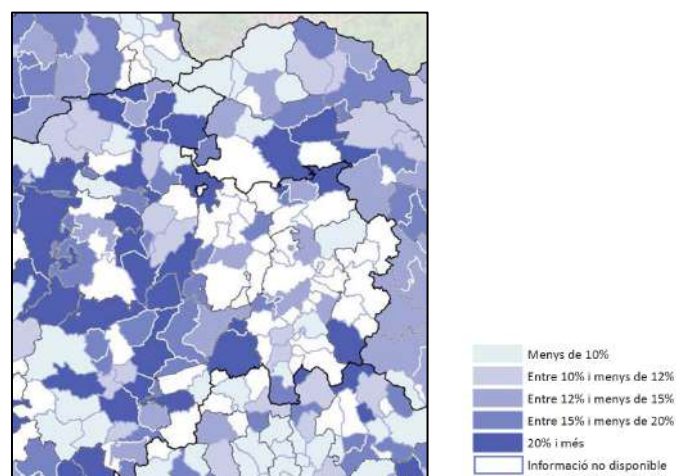 Menys de 10%
Entre 10% i menys de 12%
Entre 12% i menys de 15%
Entre 15% i menys de 20%
20% i més
Informació no disponible